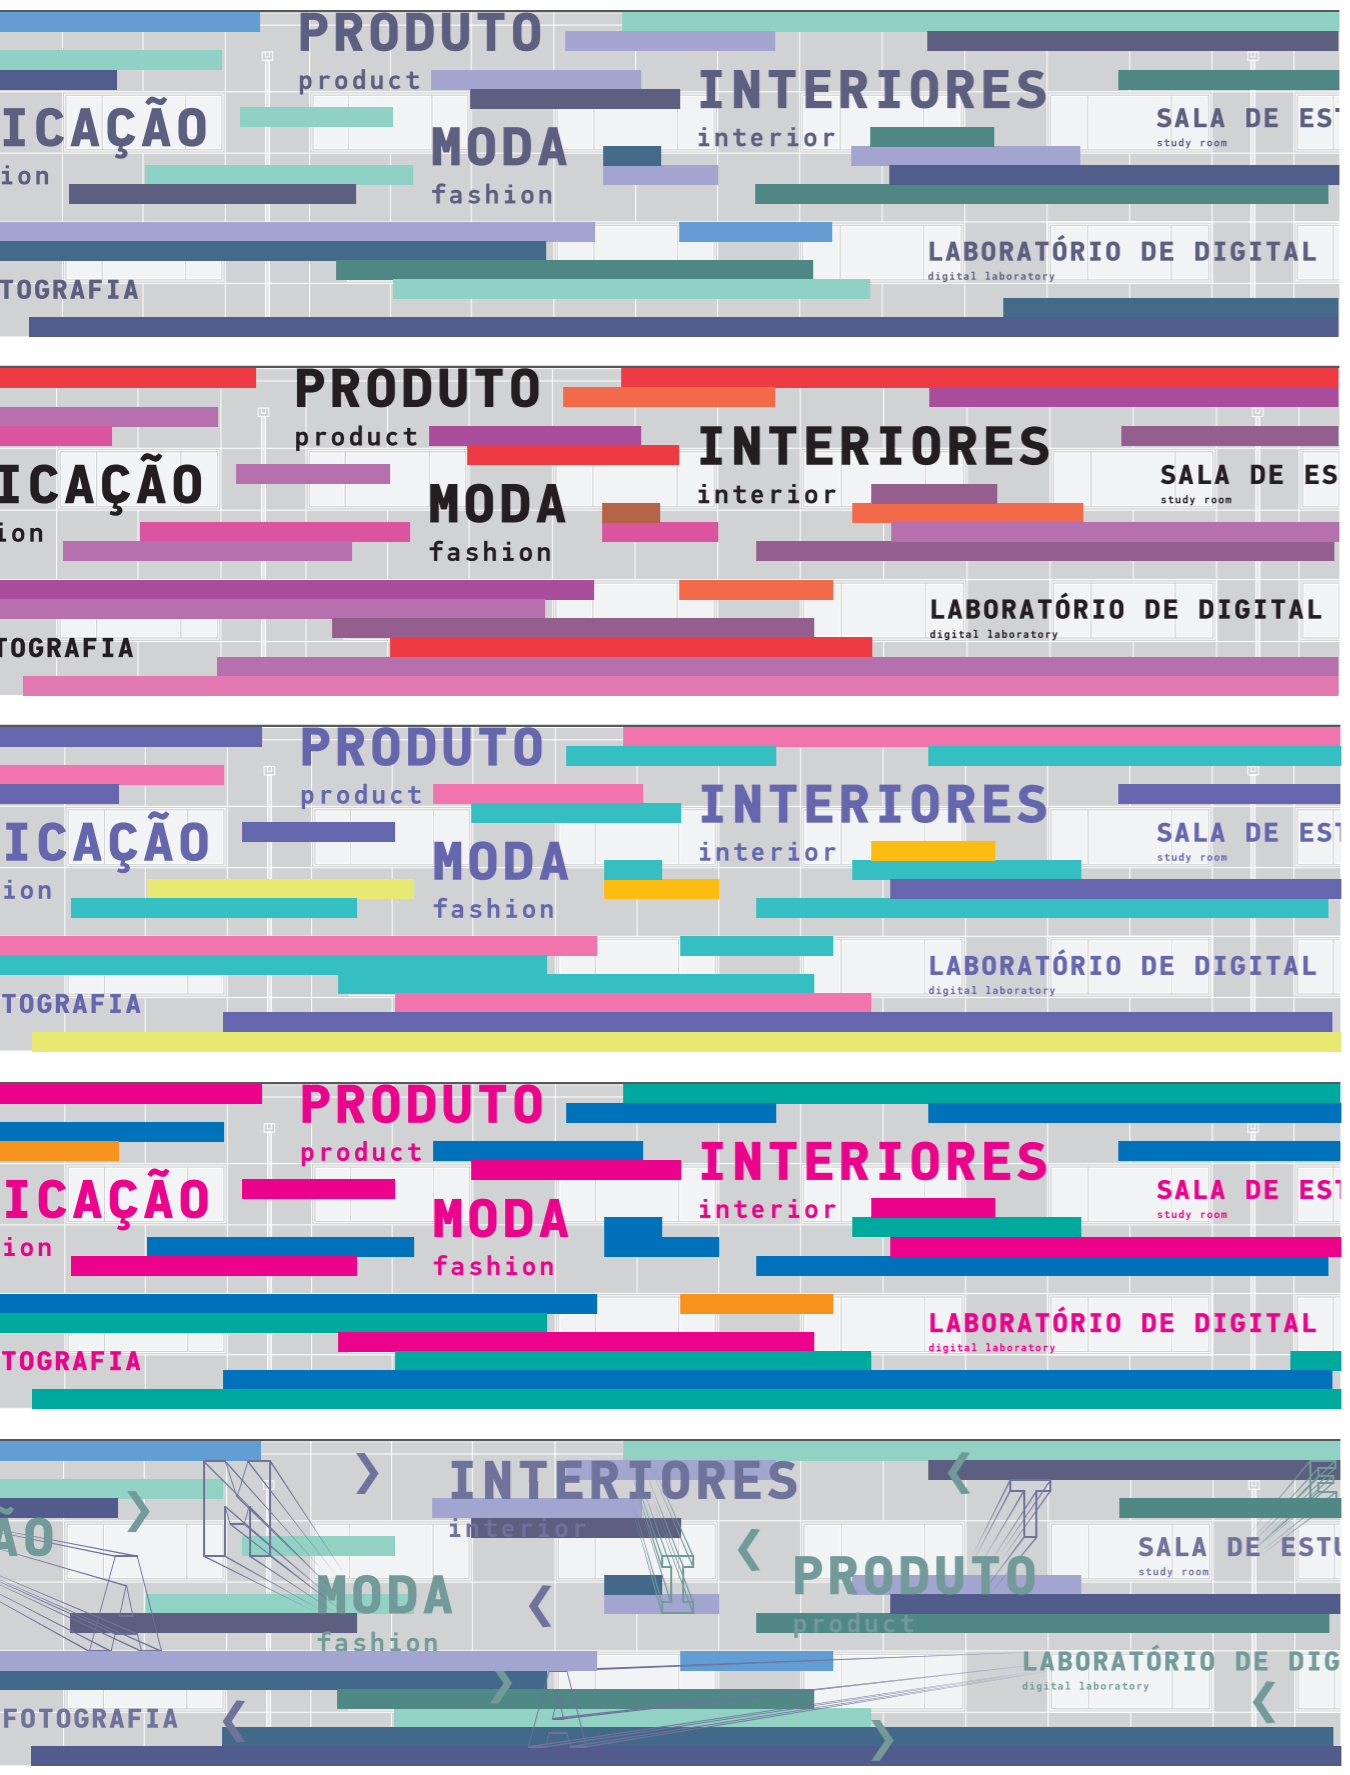 PRODUTO
product
INTERIORES
interior
SALA DE EST
study room
ICAÇÃO
ion
MODA
fashion
LABORATÓRIO DE DIGITAL
digital laboratory
TOGRAFIA
PRODUTO
product
INTERIORES
interior
SALA DE ES
study room
ICAÇÃO
ion
MODA
fashion
LABORATÓRIO DE DIGITAL
digital laboratory
TOGRAFIA
PRODUTO
product
INTERIORES
interior
SALA DE EST
study room
ICAÇÃO
ion
MODA
fashion
LABORATÓRIO DE DIGITAL
digital laboratory
TOGRAFIA
PRODUTO
product
INTERIORES
interior
SALA DE EST
study room
ICAÇÃO
ion
MODA
fashion
LABORATÓRIO DE DIGITAL
digital laboratory
TOGRAFIA
INTERIORES
interior
ÃO
N
I
T
E
A
SALA DE ESTU
study room
PRODUTO
product
MODA
fashion
LABORATÓRIO DE DIG
digital laboratory
FOTOGRAFIA
A